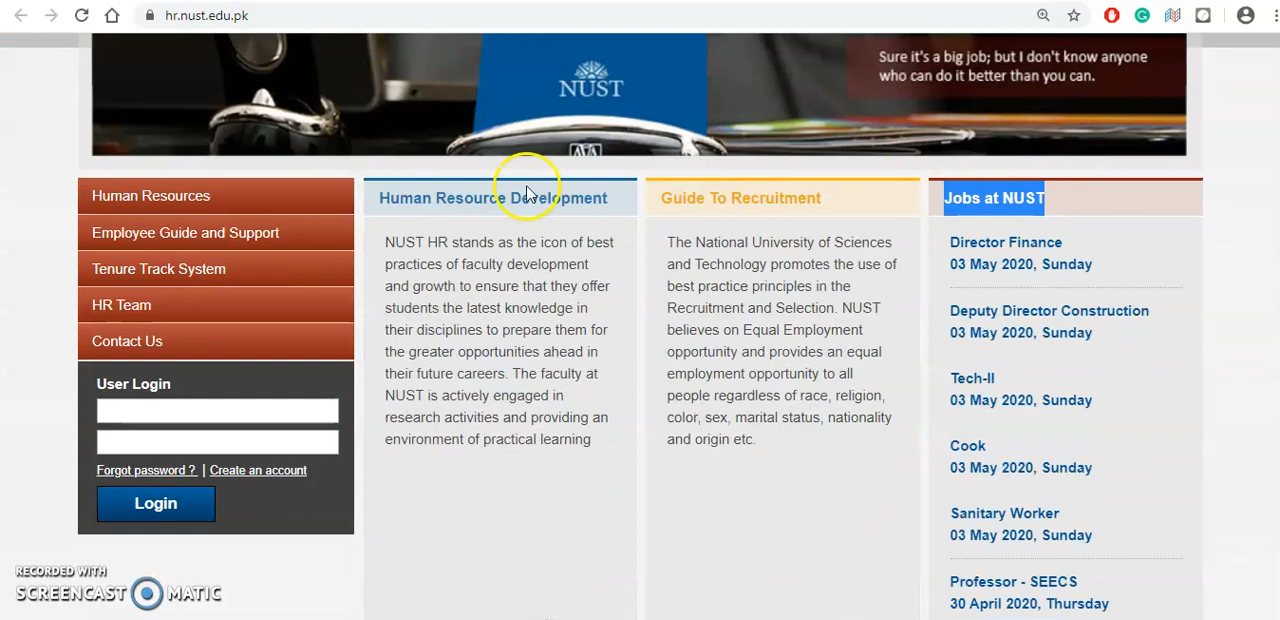 hr.nust.edu.pk
Sure it's a big job; but I don't know anyone
who can do it better than you can.
NUST
Human Resources
Employee Guide and Support
Tenure Track System
HR Team
Contact Us
User Login
Forgot password ? | Create an account
Login
Human Resource Development
NUST HR stands as the icon of best
practices of faculty development
and growth to ensure that they offer
students the latest knowledge in
their disciplines to prepare them for
the greater opportunities ahead in
their future careers. The faculty at
NUST is actively engaged in
research activities and providing an
environment of practical learning
Guide To Recruitment
The National University of Sciences
and Technology promotes the use of
best practice principles in the
Recruitment and Selection. NUST
believes on Equal Employment
opportunity and provides an equal
employment opportunity to all
people regardless of race, religion,
color, sex, marital status, nationality
and origin etc.
Jobs at NUST
Director Finance
03 May 2020, Sunday
Deputy Director Construction
03 May 2020, Sunday
Tech-II
03 May 2020, Sunday
Cook
03 May 2020, Sunday
Sanitary Worker
03 May 2020, Sunday
Professor - SEECS
30 April 2020, Thursday
RECORDED WITH
SCREENCAST MATIC